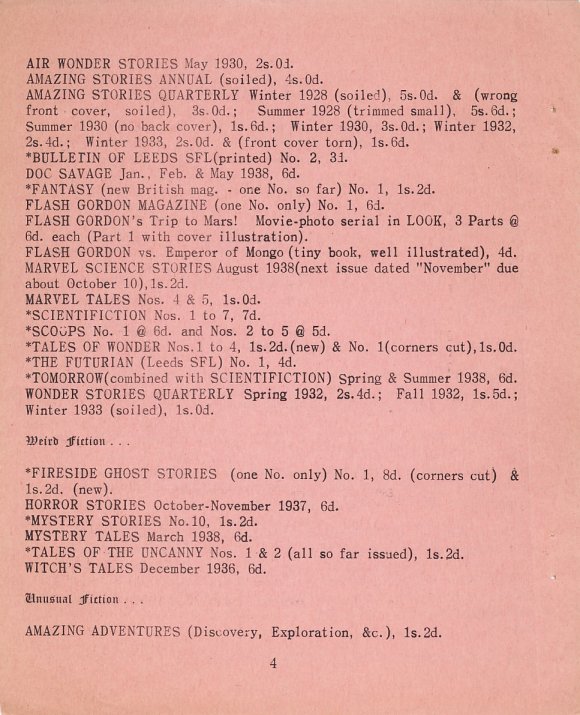 AIR WONDER STORIES May 1930, 2s.0d.
AMAZING STORIES ANNUAL (soiled), 4s.0d.
AMAZING STORIES QUARTERLY Winter 1928 (soiled), 5s.0d. & (wrong
front cover, soiled), 3s.0d.; Summer 1928 (trimmed small), 5s.6d.;
Summer 1930 (no back cover), 1s.6d.; Winter 1930, 3s.0d.; Winter 1932,
2s.4d.; Winter 1933, 2s.0d. & (front cover torn), 1s.6d.
*BULLETIN OF LEEDS SFL(printed) No. 2, 3d.
DOC SAVAGE Jan., Feb. & May 1938, 6d.
*FANTASY (new British mag. - one No. so far) No. 1, 1s.2d.
FLASH GORDON MAGAZINE (one No. only) No. 1, 6d.
FLASH GORDON's Trip to Mars! Movie-photo serial in LOOK, 3 Parts @
6d. each (Part 1 with cover illustration).
FLASH GORDON vs. Emperor of Mongo (tiny book, well illustrated), 4d.
MARVEL SCIENCE STORIES August 1938(next issue dated "November" due
about October 10),1s.2d.
MARVEL TALES Nos. 4 & 5, 1s.0d.
*SCIENTIFICTION Nos. 1 to 7, 7d.
*SCOOPS No. 1 @ 6d. and Nos. 2 to 5 @ 5d.
*TALES OF WONDER Nos.1 to 4, 1s.2d.(new) & No. 1(corners cut),1s.0d.
*THE FUTURIAN (Leeds SFL) No. 1, 4d.
*TOMORROW(combined with SCIENTIFICTION) Spring & Summer 1938, 6d.
WONDER STORIES QUARTERLY Spring 1932, 2s.4d.; Fall 1932, 1s.5d.;
Winter 1933 (soiled), 1s.0d.
Weird Fiction . . .
*FIRESIDE GHOST STORIES (one No. only) No. 1, 8d. (corners cut) &
1s.2d. (new).
HORROR STORIES October-November 1937, 6d.
*MYSTERY STORIES No.10, 1s.2d.
MYSTERY TALES March 1938, 6d.
*TALES OF THE UNCANNY Nos. 1 & 2 (all so far issued), 1s.2d.
WITCH'S TALES December 1936, 6d.
Unusual Fiction . . .
AMAZING ADVENTURES (Discovery, Exploration, &c.), 1s.2d.
4